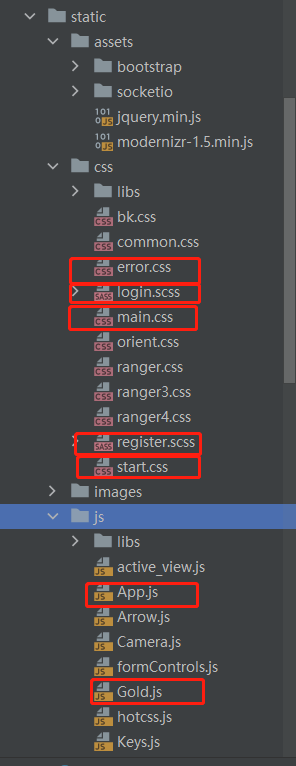 static
assets
bootstrap
socketio
jquery.min.js
modernizr-1.5.min.js
css
libs
bk.css
common.css
error.css
login.scss
main.css
orient.css
ranger.css
ranger3.css
ranger4.css
register.scss
start.css
images
js
libs
active_view.js
App.js
Arrow.js
Camera.js
formControls.js
Gold.js
hotcss.js
Keys.js